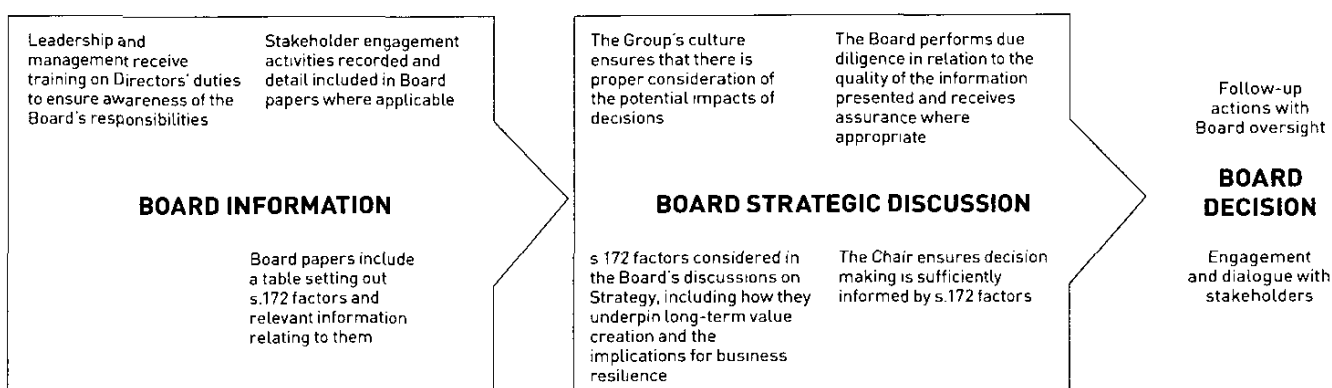 Leadership and
management receive
training on Directors' duties
to ensure awareness of the
Board's responsibilities
Stakeholder engagement
activities recorded and
detail included in Board
papers where applicable
BOARD INFORMATION
Board papers include
a table setting out
s.172 factors and
relevant information
relating to them
The Group's culture
ensures that there is
proper consideration of
the potential impacts of
decisions
The Board performs due
diligence in relation to the
quality of the information
presented and receives
assurance where
appropriate
BOARD STRATEGIC DISCUSSION
s 172 factors considered in
the Board's discussions on
Strategy, including how they
underpin long-term value
creation and the
implications for business
resilience
The Chair ensures decision
making is sufficiently
informed by s.172 factors
Follow-up
actions with
Board oversight
BOARD
DECISION
Engagement
and dialogue with
stakeholders